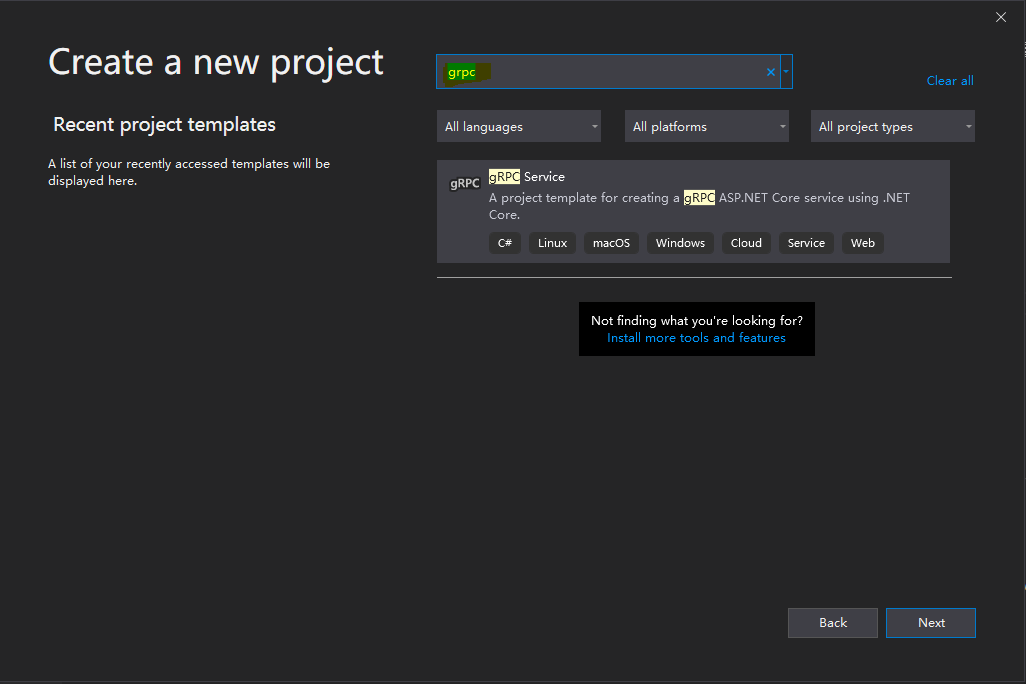 Create a new project
grpc
Clear all
Recent project templates
A list of your recently accessed templates will be
displayed here.
All languages
All platforms
All project types
gRPC
gRPC Service
A project template for creating a gRPC ASP.NET Core service using .NET
Core.
C# Linux macOS Windows Cloud Service Web
Not finding what you're looking for?
Install more tools and features
Back
Next